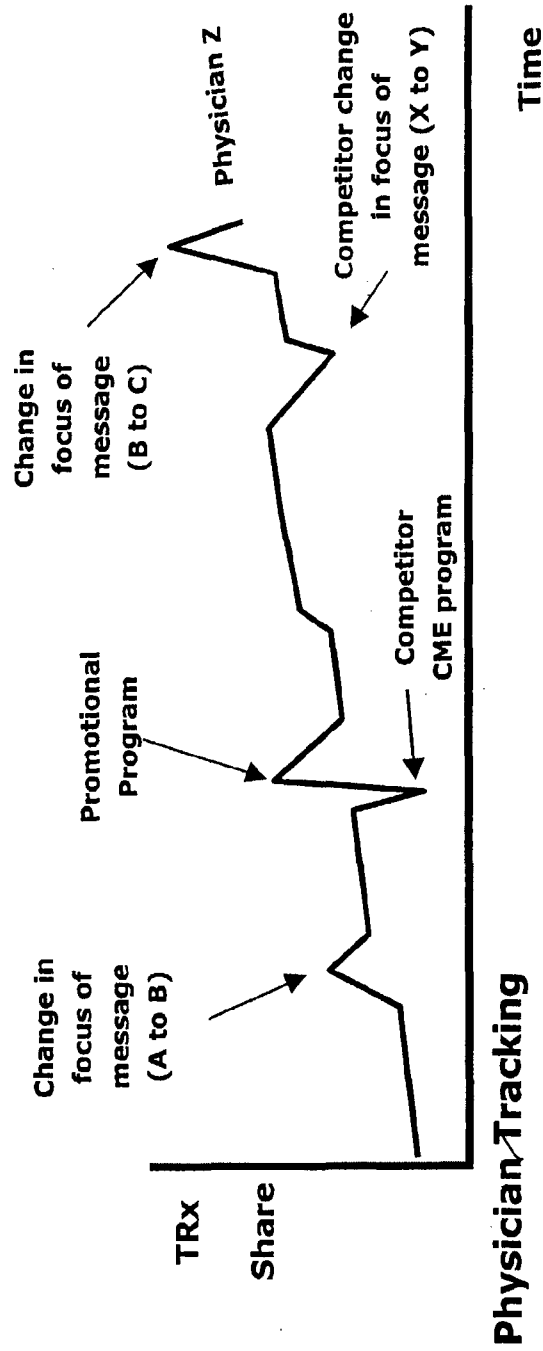 TRx
Share
Change in
focus of
message
(A to B)
Promotional
Program
Change in
focus of
message
(B to C)
Physician Z
Competitor
CME program
Competitor change
in focus of
message (X to Y)
Time
Physician Tracking